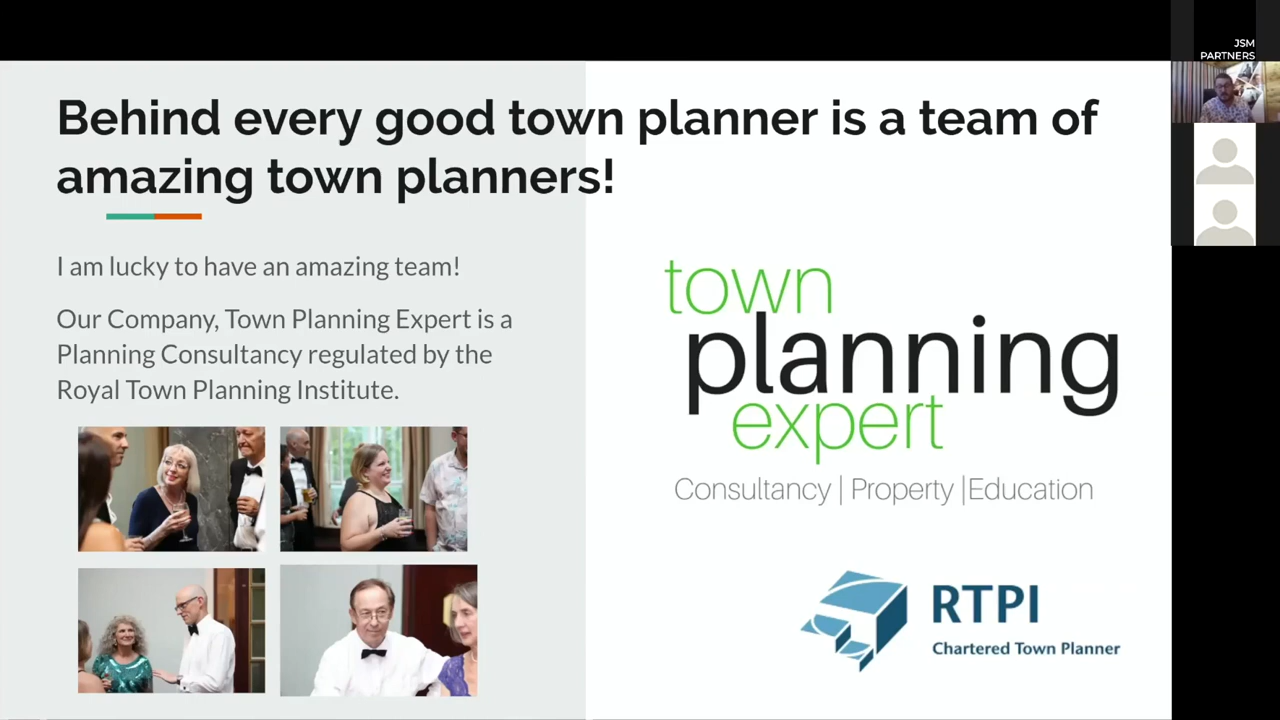 JSM
PARTNERS
Behind every good town planner is a team of
amazing town planners!
I am lucky to have an amazing team!
Our Company, Town Planning Expert is a
Planning Consultancy regulated by the
Royal Town Planning Institute.
town
planning
expert
Consultancy | Property |Education
RTPI
Chartered Town Planner